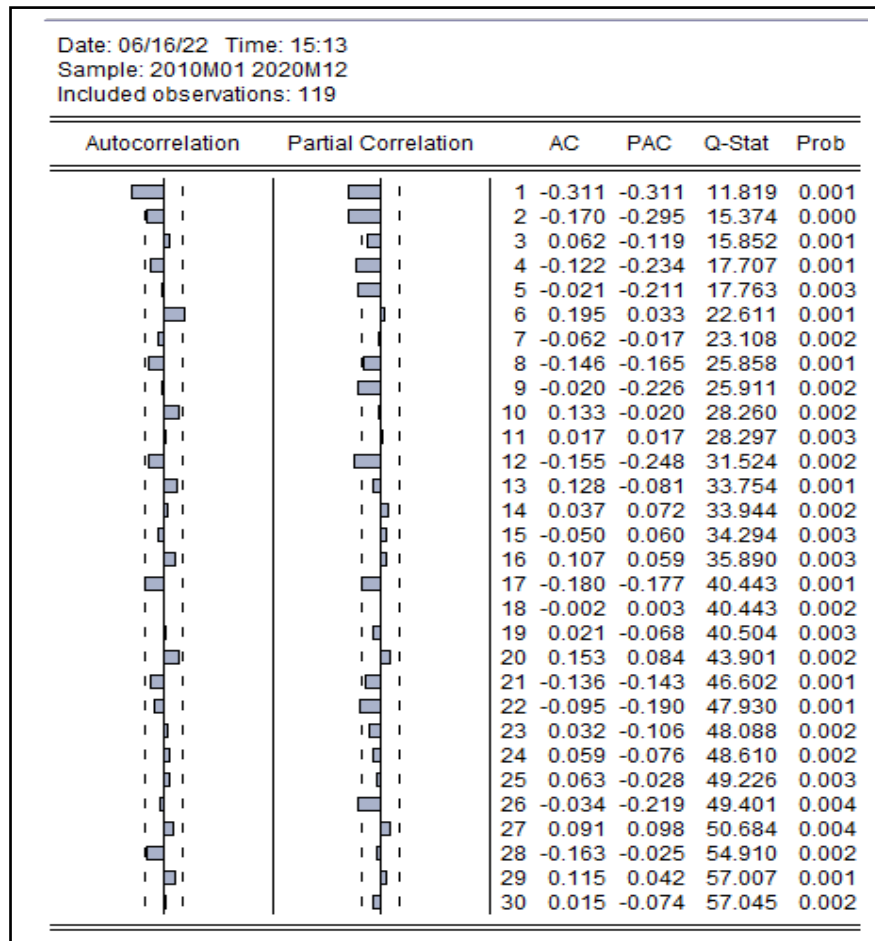 Date: 06/16/22 Time: 15:13
Sample: 2010M01 2020M12
Included observations: 119
Autocorrelation Partial Correlation AC PAC Q-Stat Prob
1 -0.311 -0.311 11.819 0.001
2 -0.170 -0.295 15.374 0.000
3 0.062 -0.119 15.852 0.001
4 -0.122 -0.234 17.707 0.001
5 -0.021 -0.211 17.763 0.003
6 0.195 0.033 22.611 0.001
7 -0.062 -0.017 23.108 0.002
8 -0.146 -0.165 25.858 0.001
9 -0.020 -0.226 25.911 0.002
10 0.133 -0.020 28.260 0.002
11 0.017 0.017 28.297 0.003
12 -0.155 -0.248 31.524 0.002
13 0.128 -0.081 33.754 0.001
14 0.037 0.072 33.944 0.002
15 -0.050 0.060 34.294 0.003
16 0.107 0.059 35.890 0.003
17 -0.180 -0.177 40.443 0.001
18 -0.002 0.003 40.443 0.002
19 0.021 -0.068 40.504 0.003
20 0.153 0.084 43.901 0.002
21 -0.136 -0.143 46.602 0.001
22 -0.095 -0.190 47.930 0.001
23 0.032 -0.106 48.088 0.002
24 0.059 -0.076 48.610 0.002
25 0.063 -0.028 49.226 0.003
26 -0.034 -0.219 49.401 0.004
27 0.091 0.098 50.684 0.004
28 -0.163 -0.025 54.910 0.002
29 0.115 0.042 57.007 0.001
30 0.015 -0.074 57.045 0.002